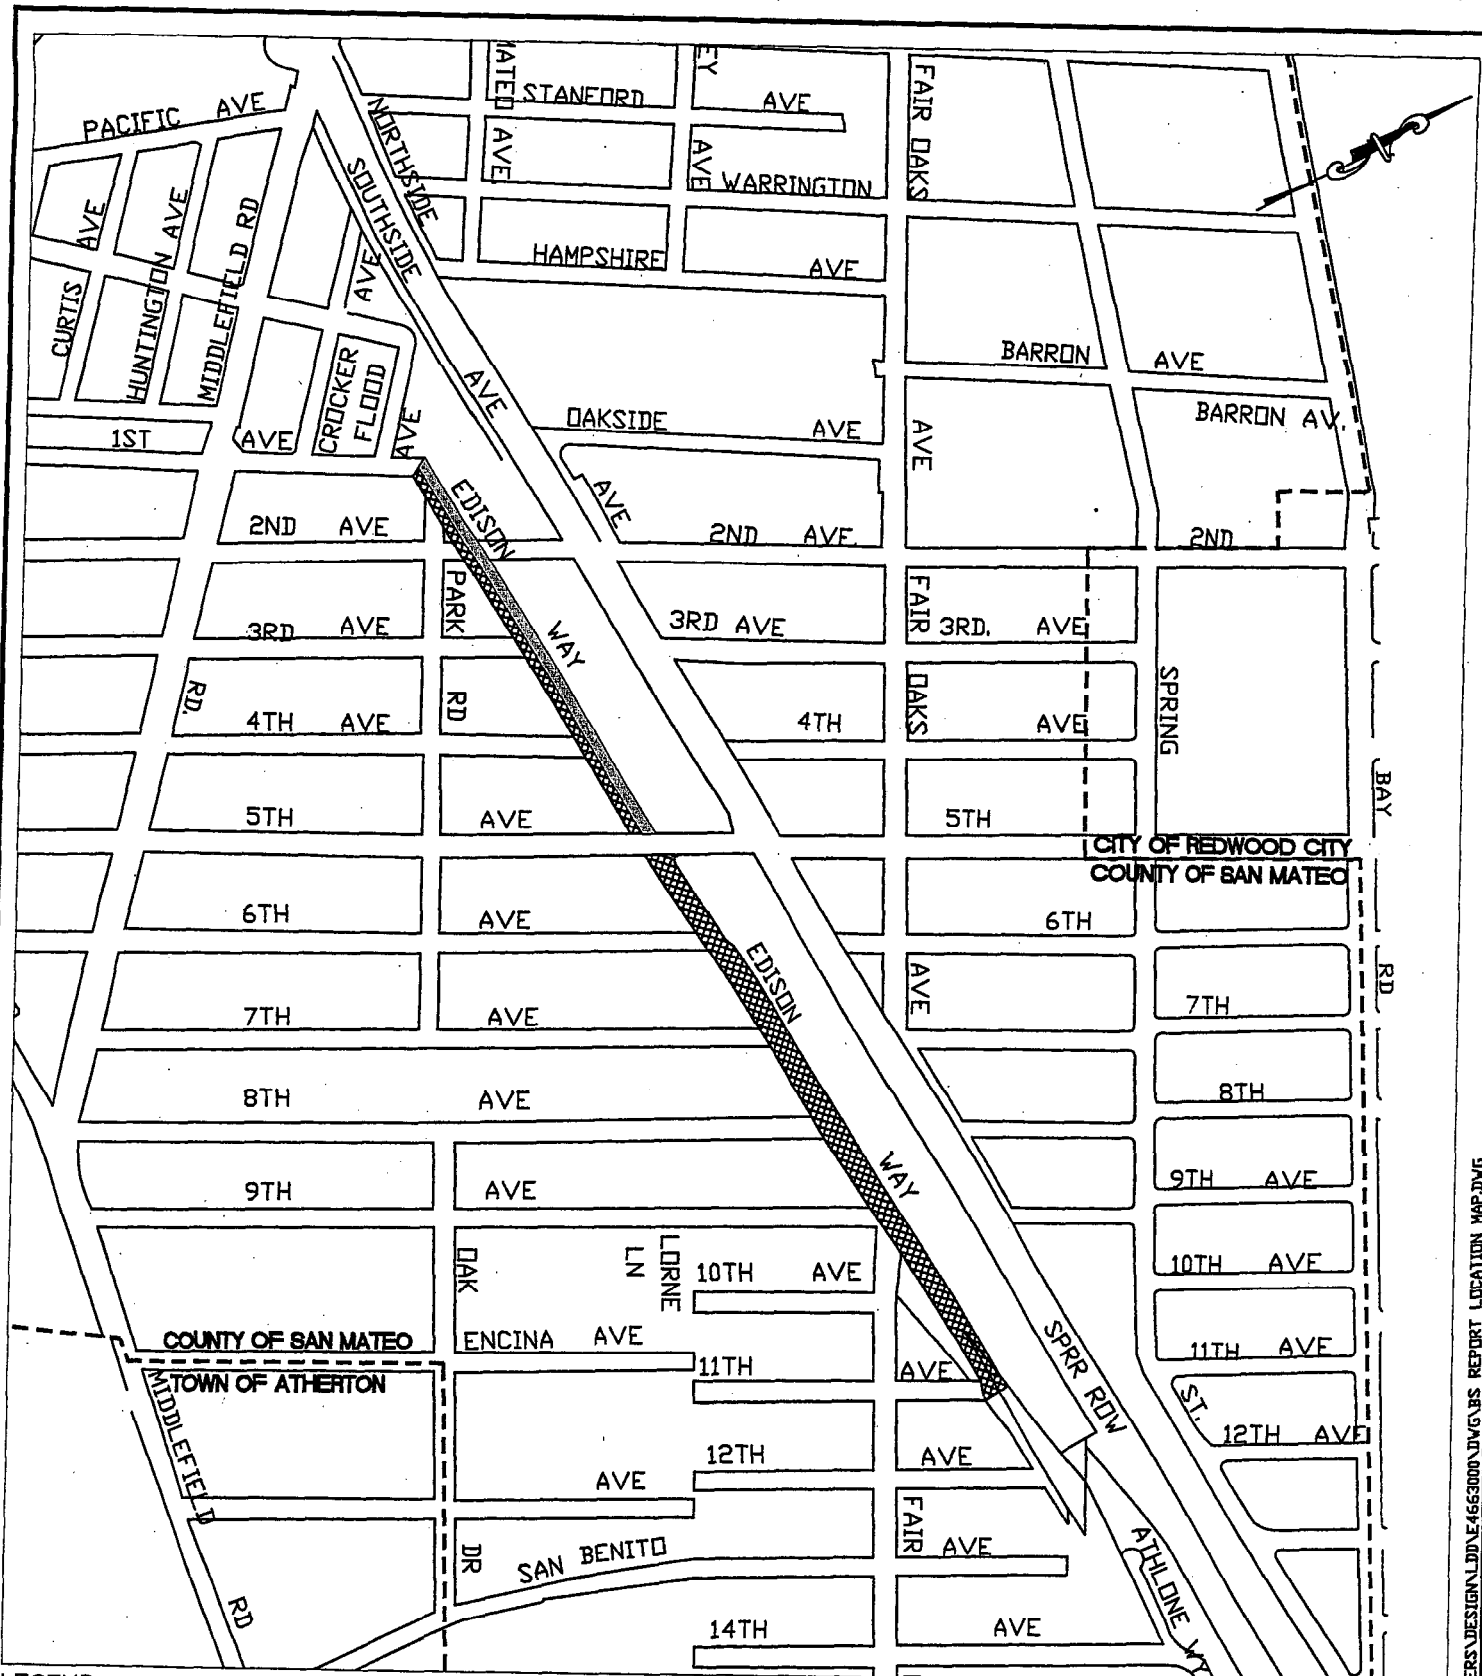 PACIFIC AVE
NORTHSIDE
SOUTHSIDE AVE
AVE
STANFORD AVE
AVE
WARRINGTON
HAMPSHIRE AVE
FAIR OAKS AVE
CURTIS AVE
HUNTINGTON AVE
MIDDLEFIELD RD
CROCKER AVE
FLOOD AVE
BARRON AVE
BARRON AV.
OAKSIDE AVE
AVE
1ST AVE
EDISON WAY
2ND AVE
2ND AVE.
2ND
PARK RD
3RD AVE
3RD AVE
FAIR OAKS AVE
3RD. AVE
RD.
4TH AVE
4TH AVE
SPRING
BAY RD
5TH AVE
5TH
CITY OF REDWOOD CITY
COUNTY OF SAN MATEO
6TH AVE
6TH
EDISON WAY
7TH AVE
7TH
8TH AVE
8TH
9TH AVE
9TH AVE
OAK
LORNE LN
10TH AVE
10TH AVE
COUNTY OF SAN MATEO
TOWN OF ATHERTON
ENCINA AVE
11TH AVE
11TH AVE
SPRR ROW
ST.
MIDDLEFIELD RD
12TH AVE
12TH AVE
AVE
FAIR
AVE
DR
SAN BENITO
ATHLONE
14TH AVE
BS REPORT LOCATION MAP.DWG